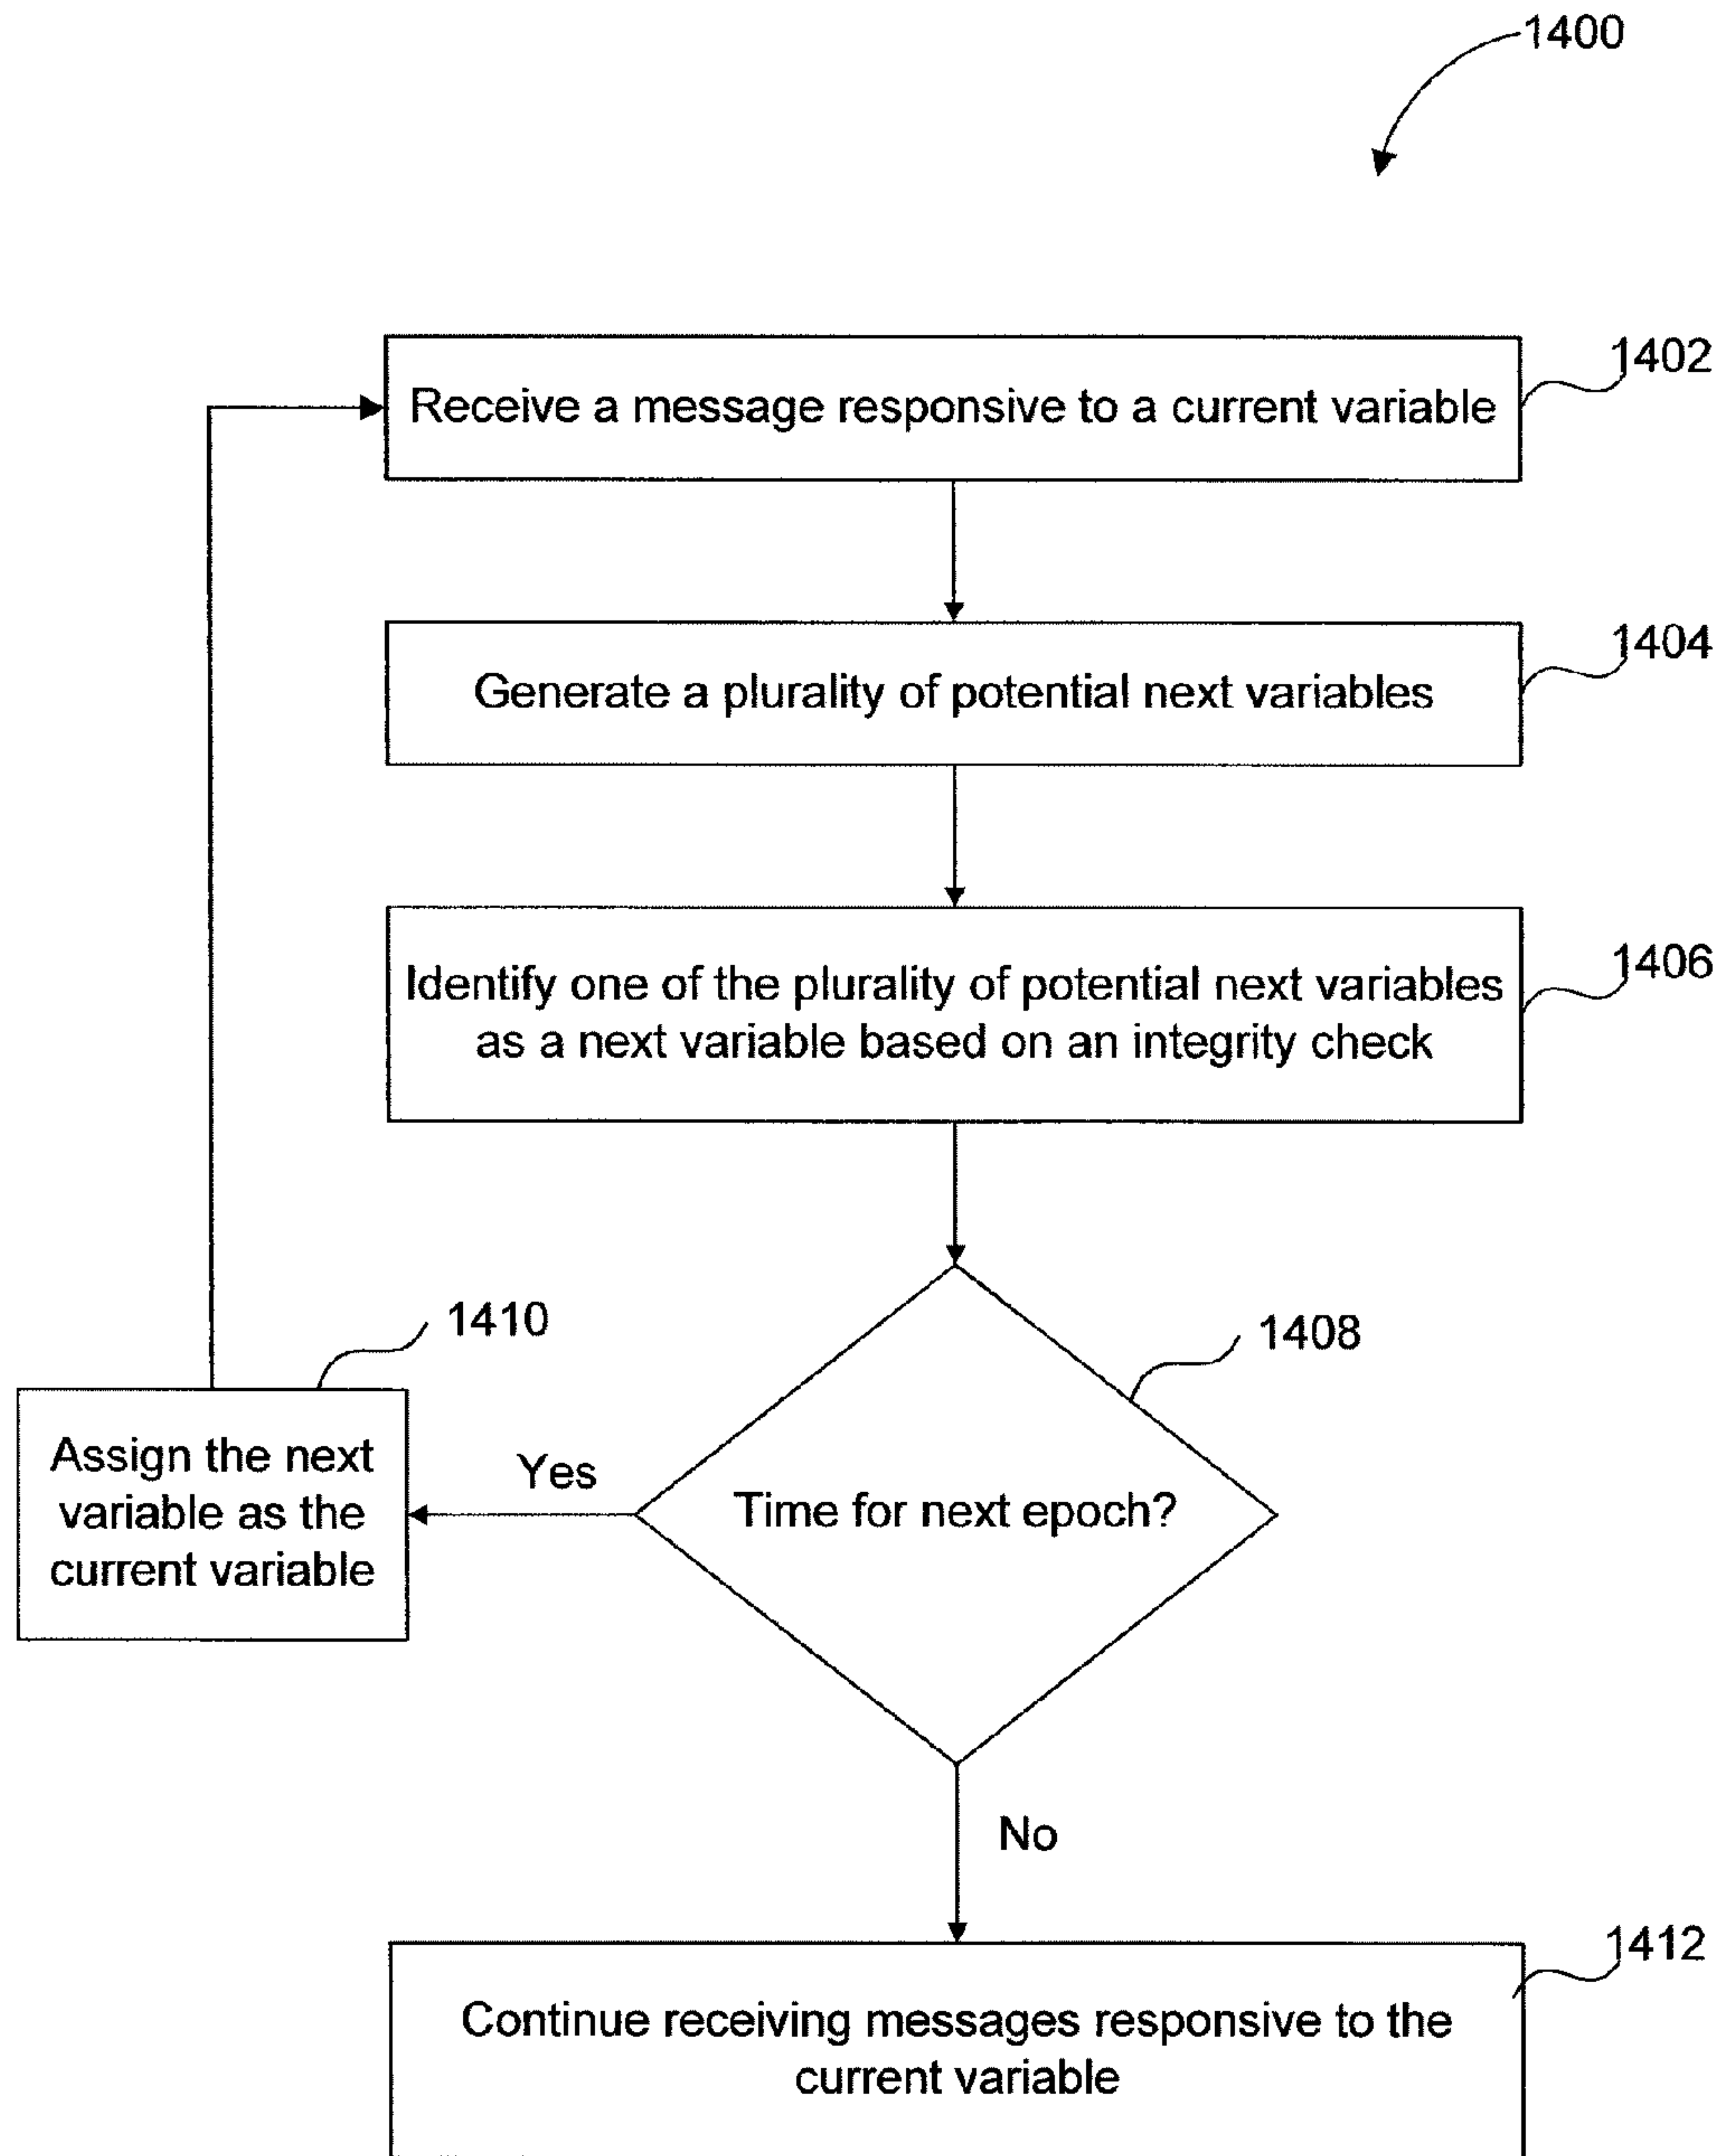 1400
Receive a message responsive to a current variable
1402
Generate a plurality of potential next variables
1404
Identify one of the plurality of potential next variables
as a next variable based on an integrity check
1406
1410
1408
Assign the next
variable as the
current variable
Yes
Time for next epoch?
No
1412
Continue receiving messages responsive to the
current variable